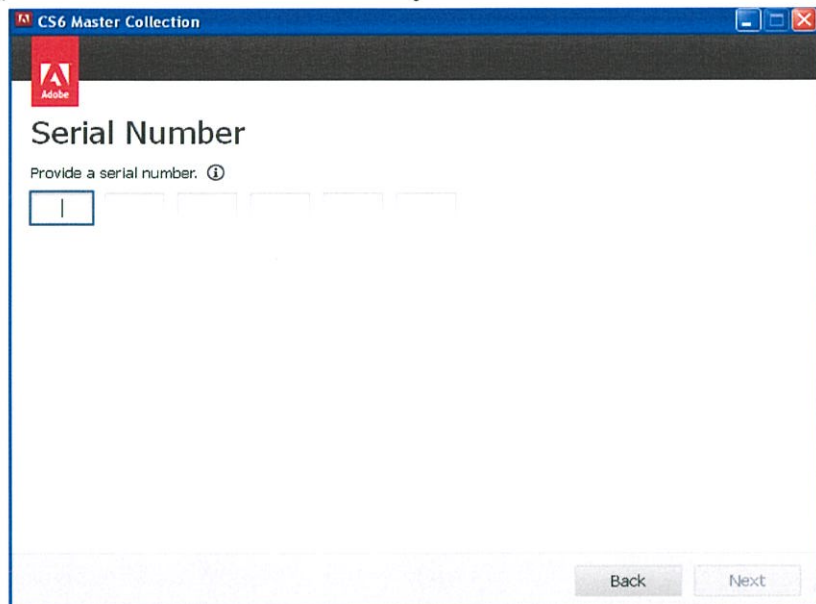 CS6 Master Collection
Adobe
Serial Number
Provide a serial number.
Back Next